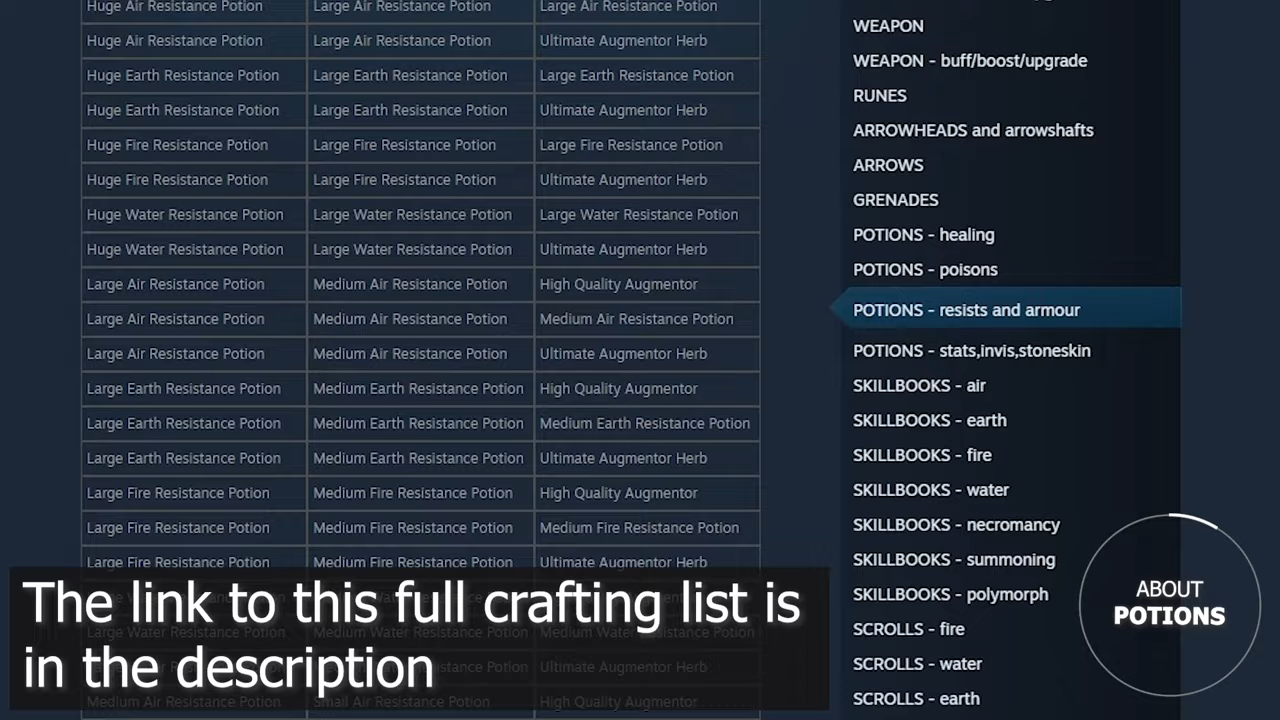 Huge Air Resistance Potion Large Air Resistance Potion Large Air Resistance Potion
Huge Air Resistance Potion Large Air Resistance Potion Ultimate Augmentor Herb
Huge Earth Resistance Potion Large Earth Resistance Potion Large Earth Resistance Potion
Huge Earth Resistance Potion Large Earth Resistance Potion Ultimate Augmentor Herb
Huge Fire Resistance Potion Large Fire Resistance Potion Large Fire Resistance Potion
Huge Fire Resistance Potion Large Fire Resistance Potion Ultimate Augmentor Herb
Huge Water Resistance Potion Large Water Resistance Potion Large Water Resistance Potion
Huge Water Resistance Potion Large Water Resistance Potion Ultimate Augmentor Herb
Large Air Resistance Potion Medium Air Resistance Potion High Quality Augmentor
Large Air Resistance Potion Medium Air Resistance Potion Medium Air Resistance Potion
Large Air Resistance Potion Medium Air Resistance Potion Ultimate Augmentor Herb
Large Earth Resistance Potion Medium Earth Resistance Potion High Quality Augmentor
Large Earth Resistance Potion Medium Earth Resistance Potion Medium Earth Resistance Potion
Large Earth Resistance Potion Medium Earth Resistance Potion Ultimate Augmentor Herb
Large Fire Resistance Potion Medium Fire Resistance Potion High Quality Augmentor
Large Fire Resistance Potion Medium Fire Resistance Potion Medium Fire Resistance Potion
Large Fire Resistance Potion Medium Fire Resistance Potion Ultimate Augmentor Herb
Large Water Resistance Potion Medium Water Resistance Potion Medium Water Resistance Potion
Ultimate Augmentor Herb
Medium Air Resistance Potion Small Air Resistance Potion High Quality Augmentor
WEAPON
WEAPON - buff/boost/upgrade
RUNES
ARROWHEADS and arrowshafts
ARROWS
GRENADES
POTIONS - healing
POTIONS - poisons
POTIONS - resists and armour
POTIONS - stats,invis,stoneskin
SKILLBOOKS - air
SKILLBOOKS - earth
SKILLBOOKS - fire
SKILLBOOKS - water
SKILLBOOKS - necromancy
SKILLBOOKS - summoning
SKILLBOOKS - polymorph
SCROLLS - fire
SCROLLS - water
SCROLLS - earth
The link to this full crafting list is
in the description
ABOUT
POTIONS